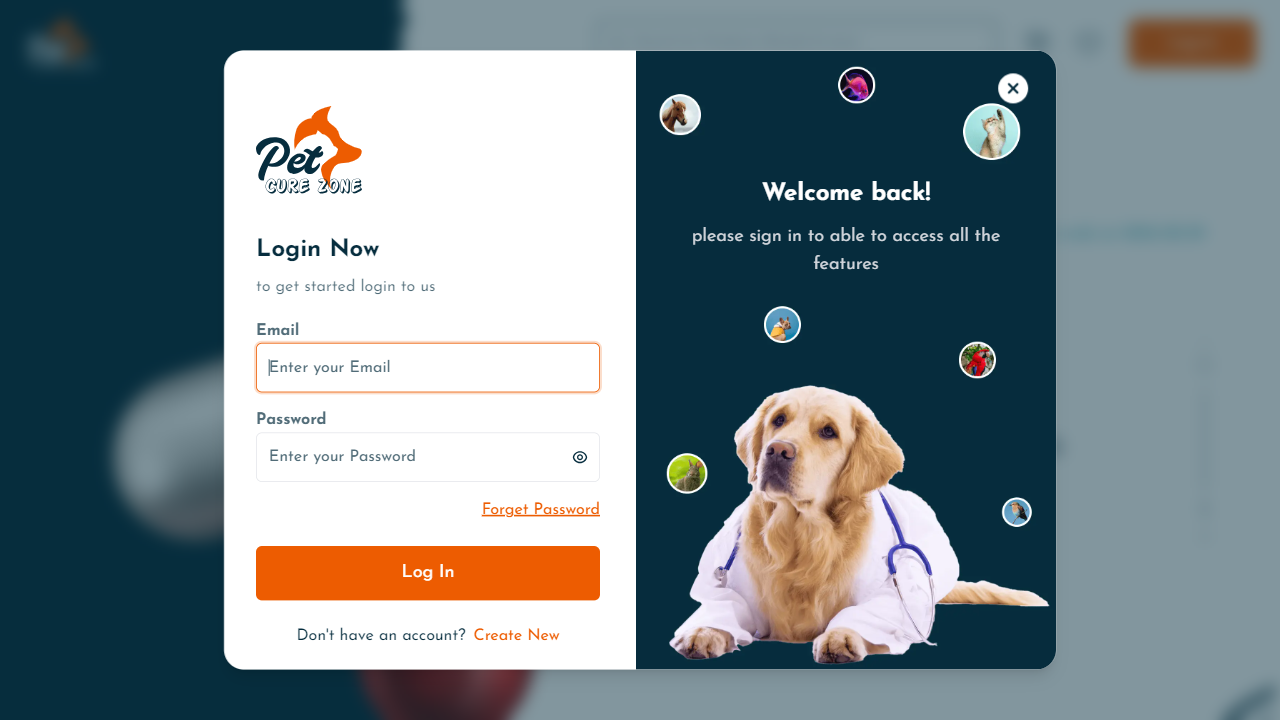 Pet
CURE ZONE
Login Now
to get started login to us
Email
Enter your Email
Password
Enter your Password
Forget Password
Log In
Don't have an account? Create New
Welcome back!
please sign in to able to access all the
features